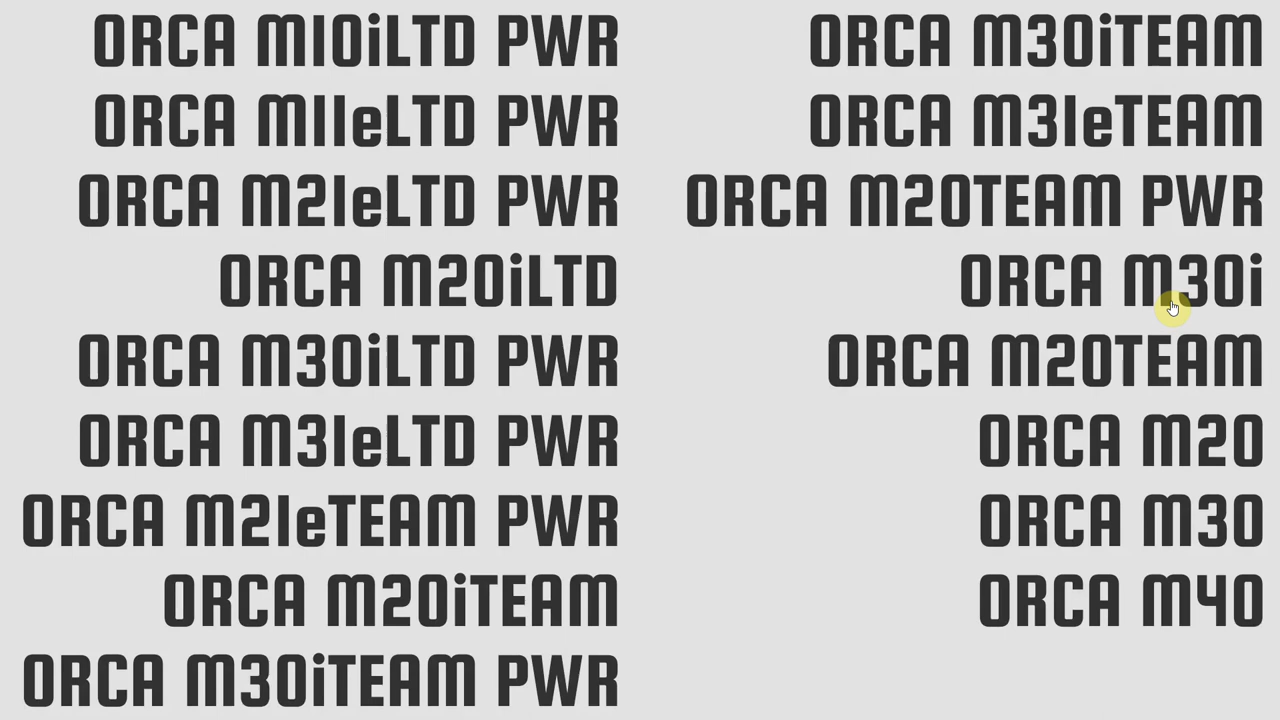 ORCA M10iLTD PWR
ORCA M11eLTD PWR
ORCA M21eLTD PWR
ORCA M20iLTD
ORCA M30iLTD PWR
ORCA M31eLTD PWR
ORCA M21eTEAM PWR
ORCA M20iTEAM
ORCA M30iTEAM PWR
ORCA M30iTEAM
ORCA M31eTEAM
ORCA M20TEAM PWR
ORCA M30i
ORCA M20TEAM
ORCA M20
ORCA M30
ORCA M40